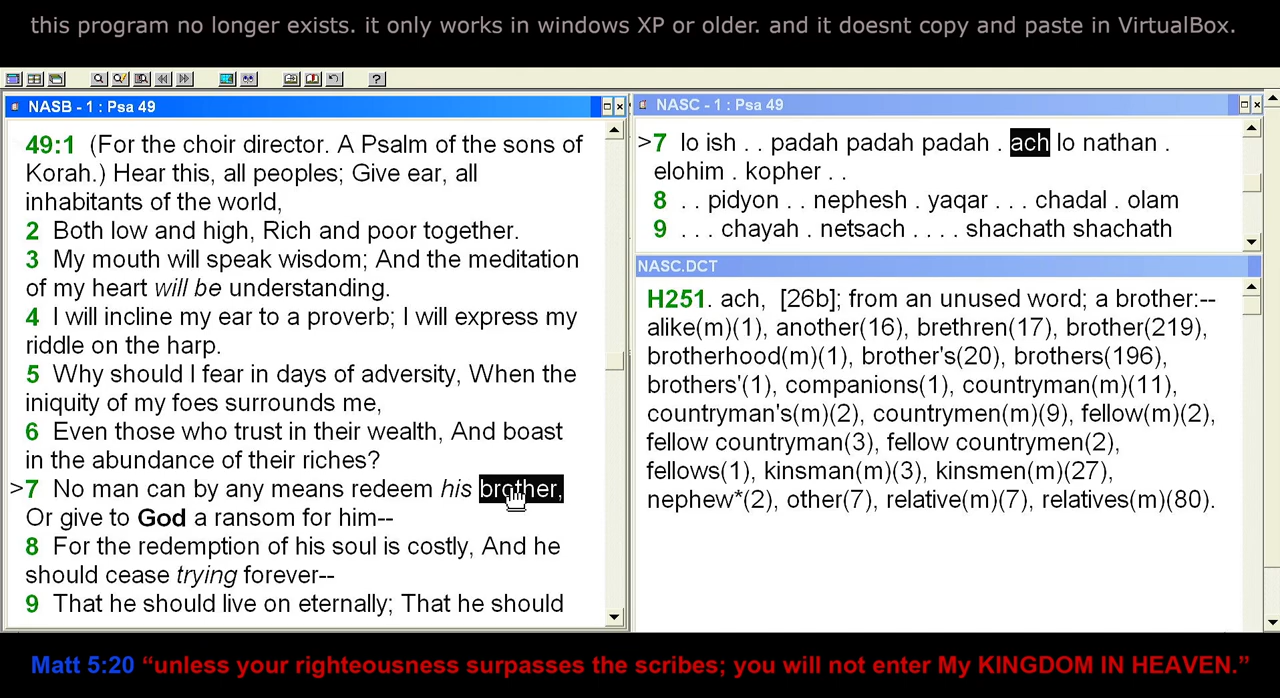 this program no longer exists. it only works in windows XP or older. and it doesnt copy and paste in VirtualBox.
NASB - 1 : Psa 49
49:1 (For the choir director. A Psalm of the sons of
Korah.) Hear this, all peoples; Give ear, all
inhabitants of the world,
2 Both low and high, Rich and poor together.
3 My mouth will speak wisdom; And the meditation
of my heart will be understanding.
4 I will incline my ear to a proverb; I will express my
riddle on the harp.
5 Why should I fear in days of adversity, When the
iniquity of my foes surrounds me,
6 Even those who trust in their wealth, And boast
in the abundance of their riches?
>7 No man can by any means redeem his brother,
Or give to God a ransom for him--
8 For the redemption of his soul is costly, And he
should cease trying forever--
9 That he should live on eternally; That he should
NASC - 1 : Psa 49
>7 lo ish . . padah padah padah . ach lo nathan .
elohim . kopher . .
8 . . pidyon . . nephesh . yaqar . . . chadal . olam
9 . . . chayah . netsach . . . . shachath shachath
NASC.DCT
H251. ach, [26b]; from an unused word; a brother:--
alike(m)(1), another(16), brethren(17), brother(219),
brotherhood(m)(1), brother's(20), brothers(196),
brothers'(1), companions(1), countryman(m)(11),
countryman's(m)(2), countrymen(m)(9), fellow(m)(2),
fellow countryman(3), fellow countrymen(2),
fellows(1), kinsman(m)(3), kinsmen(m)(27),
nephew*(2), other(7), relative(m)(7), relatives(m)(80).
Matt 5:20 “unless your righteousness surpasses the scribes; you will not enter My KINGDOM IN HEAVEN.”